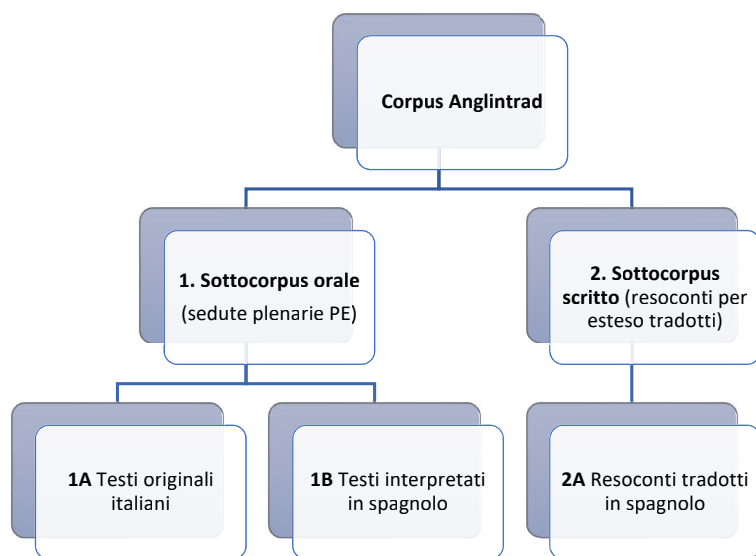 Corpus Anglintrad
1. Sottocorpus orale
(sedute plenarie PE)
2. Sottocorpus
scritto (resoconti per
esteso tradotti)
1A Testi originali
italiani
1B Testi interpretati
in spagnolo
2A Resoconti tradotti
in spagnolo